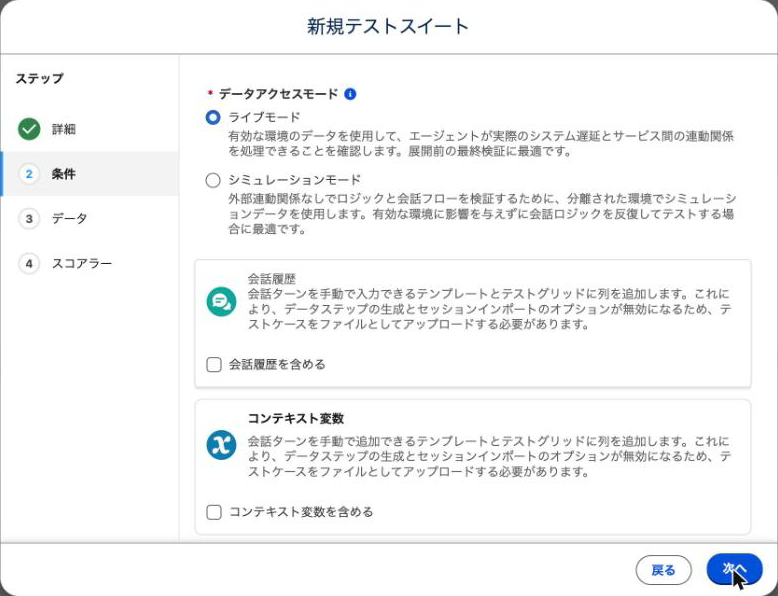 新規テストスイート
ステップ
詳細
2 条件
3 データ
4 スコアラー
* データアクセスモード
ライブモード
有効な環境のデータを使用して、エージェントが実際のシステム遅延とサービス間の連動関係
を処理できることを確認します。展開前の最終検証に最適です。
シミュレーションモード
外部連動関係なしでロジックと会話フローを検証するために、分離された環境でシミュレーシ
ョンデータを使用します。有効な環境に影響を与えずに会話ロジックを反復してテストする場
合に最適です。
会話履歴
会話ターンを手動で入力できるテンプレートとテストグリッドに列を追加します。これに
より、データステップの生成とセッションインポートのオプションが無効になるため、テ
ストケースをファイルとしてアップロードする必要があります。
会話履歴を含める
コンテキスト変数
会話ターンを手動で追加できるテンプレートとテストグリッドに列を追加します。これに
より、データステップの生成とセッションインポートのオプションが無効になるため、テ
ストケースをファイルとしてアップロードする必要があります。
コンテキスト変数を含める
戻る
次へ